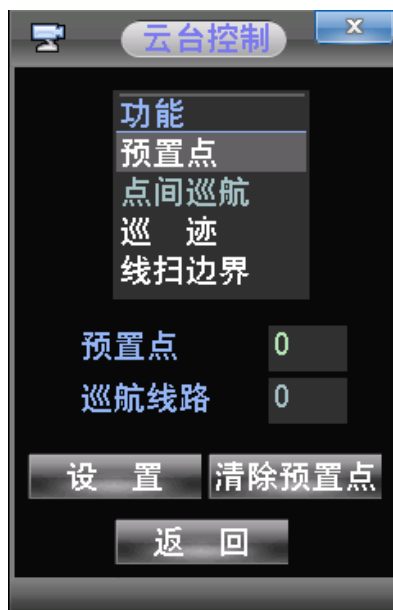 云台控制
x
功能
预置点
点间巡航
巡 迹
线扫边界
预置点 0
巡航线路 0
设 置 清除预置点
返 回